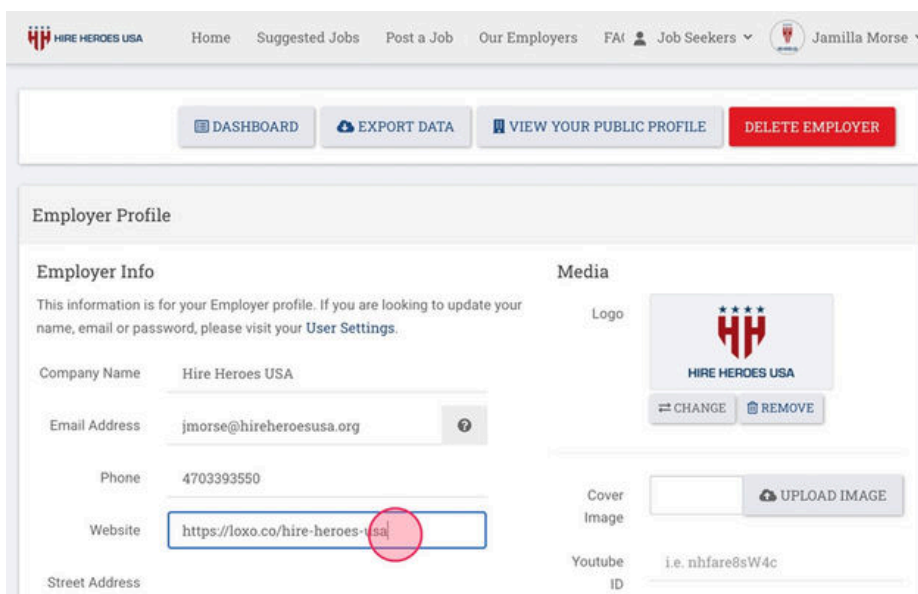 HIRE HEROES USA Home Suggested Jobs Post a Job Our Employers FA Job Seekers Jamilla Morse
DASHBOARD EXPORT DATA VIEW YOUR PUBLIC PROFILE DELETE EMPLOYER
Employer Profile
Employer Info
This information is for your Employer profile. If you are looking to update your
name, email or password, please visit your User Settings.
Company Name Hire Heroes USA
Email Address jmorse@hireheroesusa.org
Phone 4703393550
Website https://loxo.co/hire-heroes-usa
Street Address
Media
Logo
HIRE HEROES USA
CHANGE REMOVE
Cover
Image
UPLOAD IMAGE
Youtube
ID
i.e. nhfare8sW4c